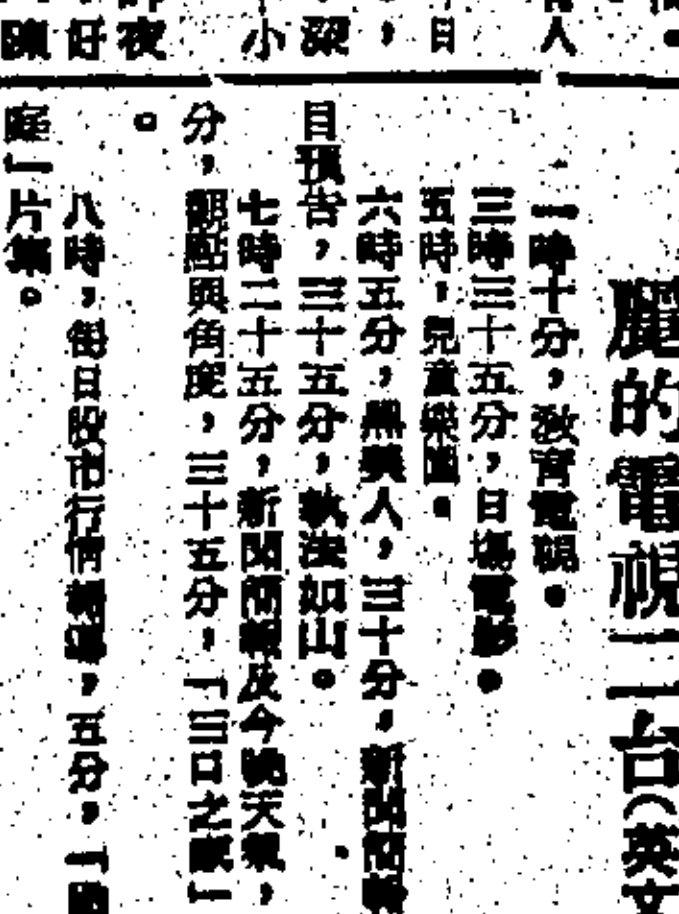 麗的電視二台（英文
一時十分，敎育電視。
三時三十五分，日場電影。
五時，兒童樂園。
六時五分，黑美人，三十分，新聞簡報
目預告，三十五分，執法如山。
七時二十五分，新聞簡報及今晚天氣，
分，觀點與角度，三十五分，「三口之家」
。
八時，每日股市行情報導，五分，「
庭」片集。